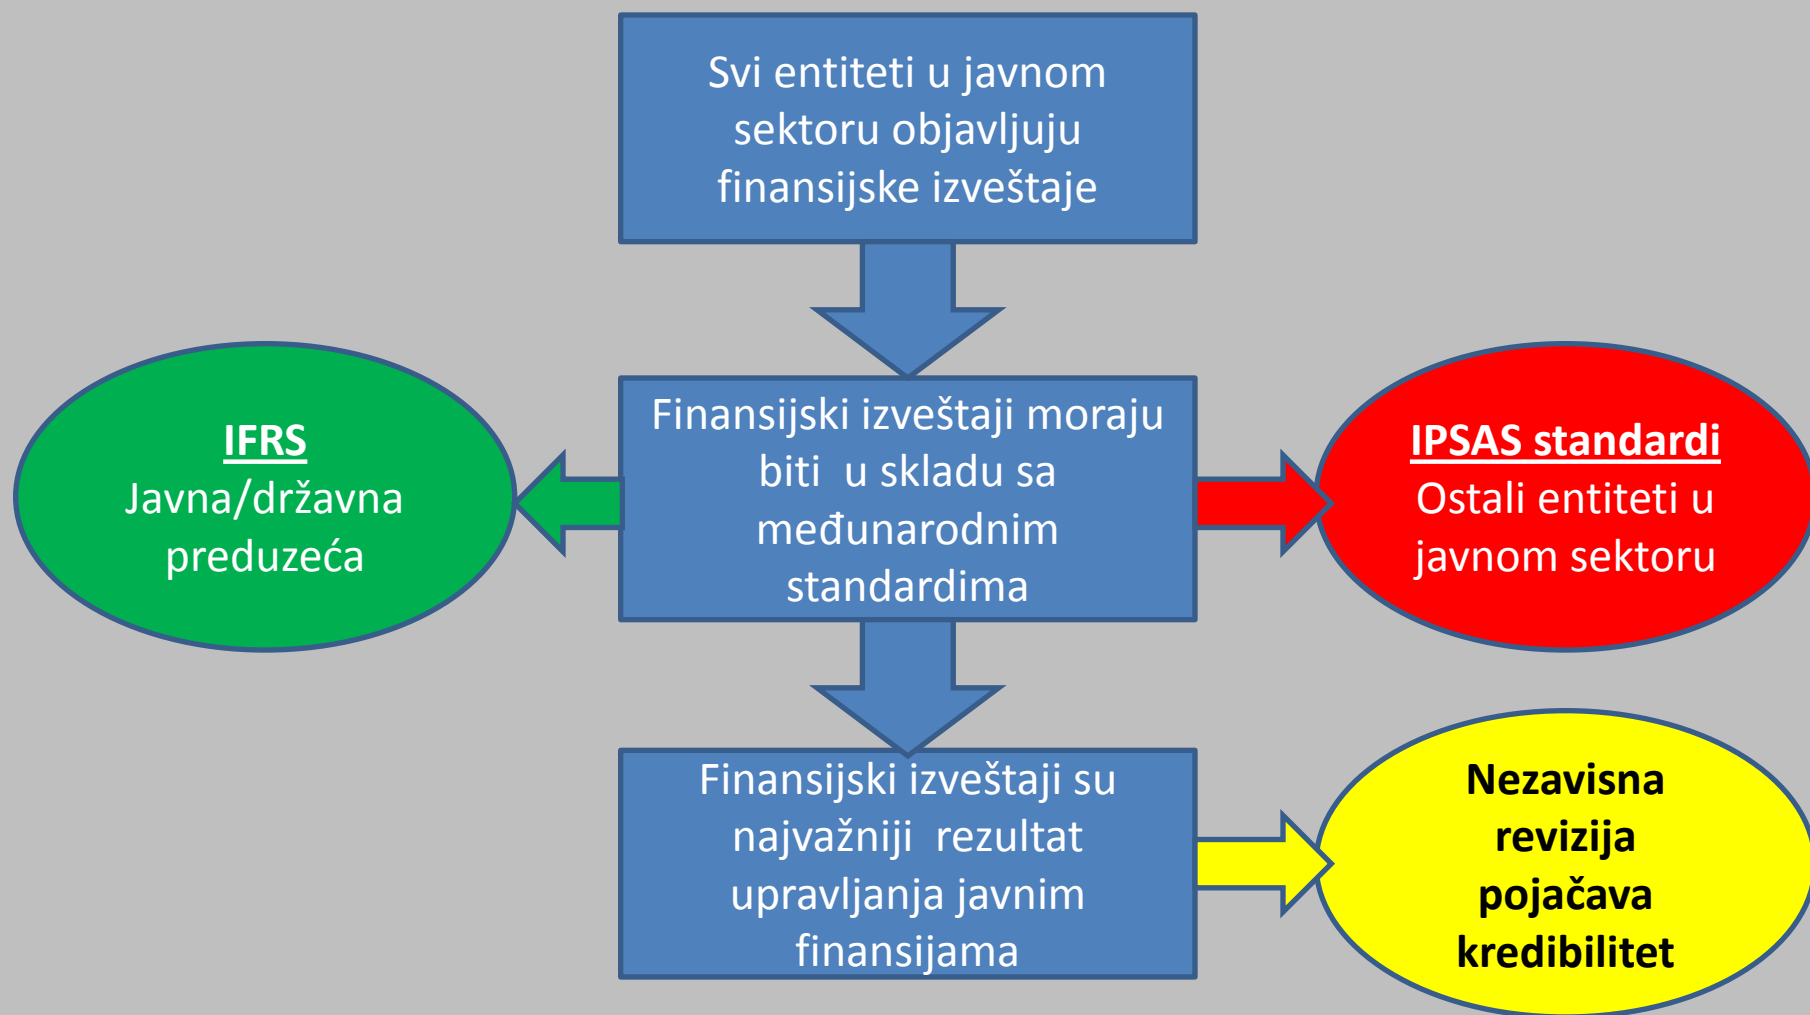 Svi entiteti u javnom
sektoru objavljuju
finansijske izveštaje
IFRS
Javna/državna
preduzeća
Finansijski izveštaji moraju
biti  u skladu sa
međunarodnim
standardima
IPSAS standardi
Ostali entiteti u
javnom sektoru
Finansijski izveštaji su
najvažniji  rezultat
upravljanja javnim
finansijama
Nezavisna
revizija
pojačava
kredibilitet